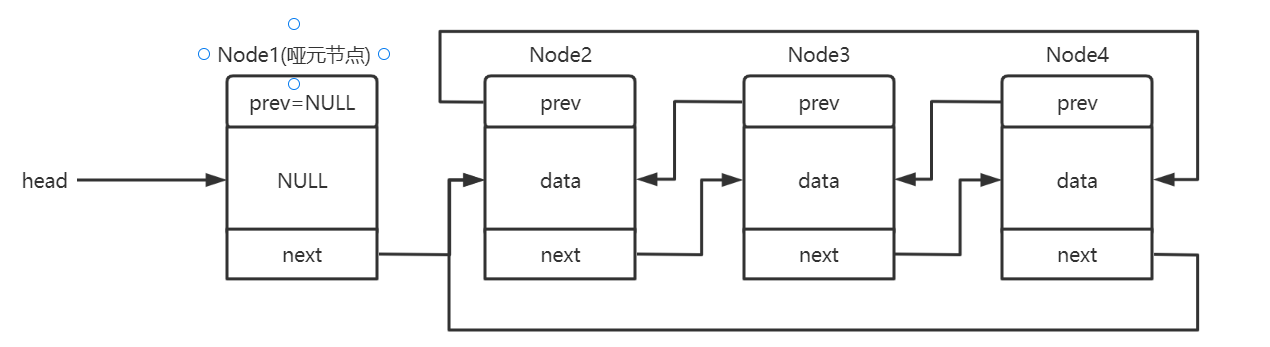 Node1(哑元节点)
Node2
Node3
Node4
prev=NULL
prev
prev
prev
head
NULL
data
data
data
next
next
next
next